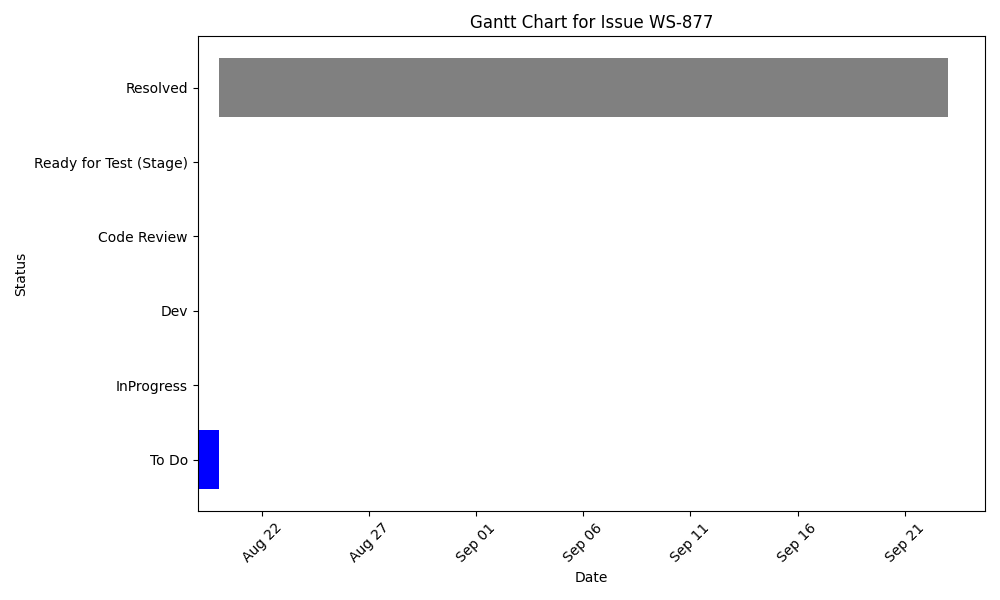 Gantt Chart for Issue WS-877
Status
Resolved
Ready for Test (Stage)
Code Review
Dev
InProgress
To Do
Aug 22
Aug 27
Sep 01
Sep 06
Sep 11
Sep 16
Sep 21
Date